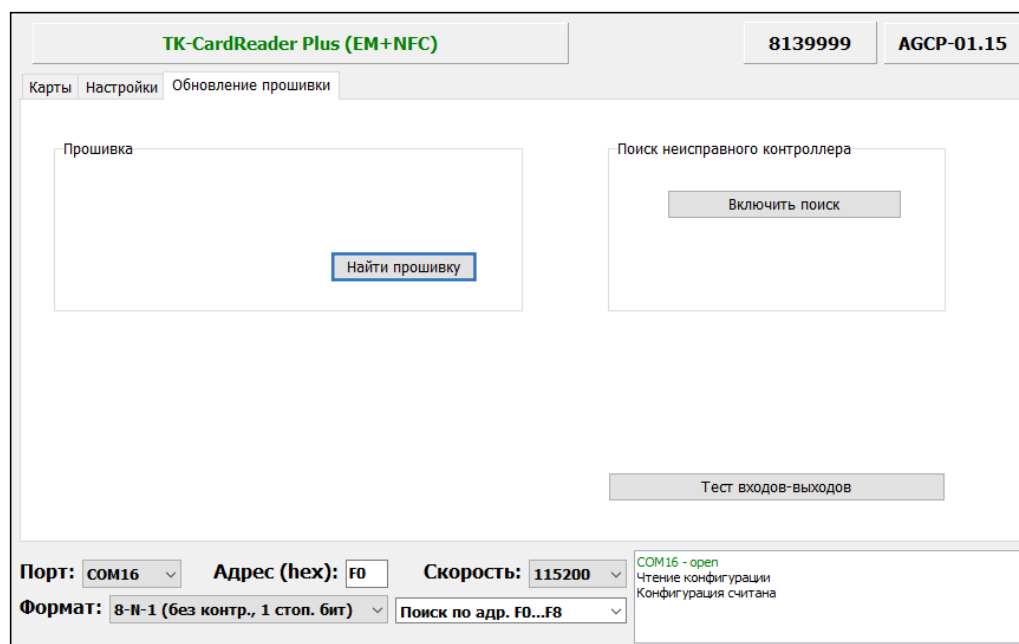 TK-CardReader Plus (EM+NFC) 8139999 AGCP-01.15
Карты Настройки Обновление прошивки
Прошивка
Найти прошивку
Поиск неисправного контроллера
Включить поиск
Тест входов-выходов
Порт: COM16 Адрес (hex): F0 Скорость: 115200
Формат: 8-N-1 (без контр., 1 стоп. бит) Поиск по адр. F0...F8
COM16 - open
Чтение конфигурации
Конфигурация считана